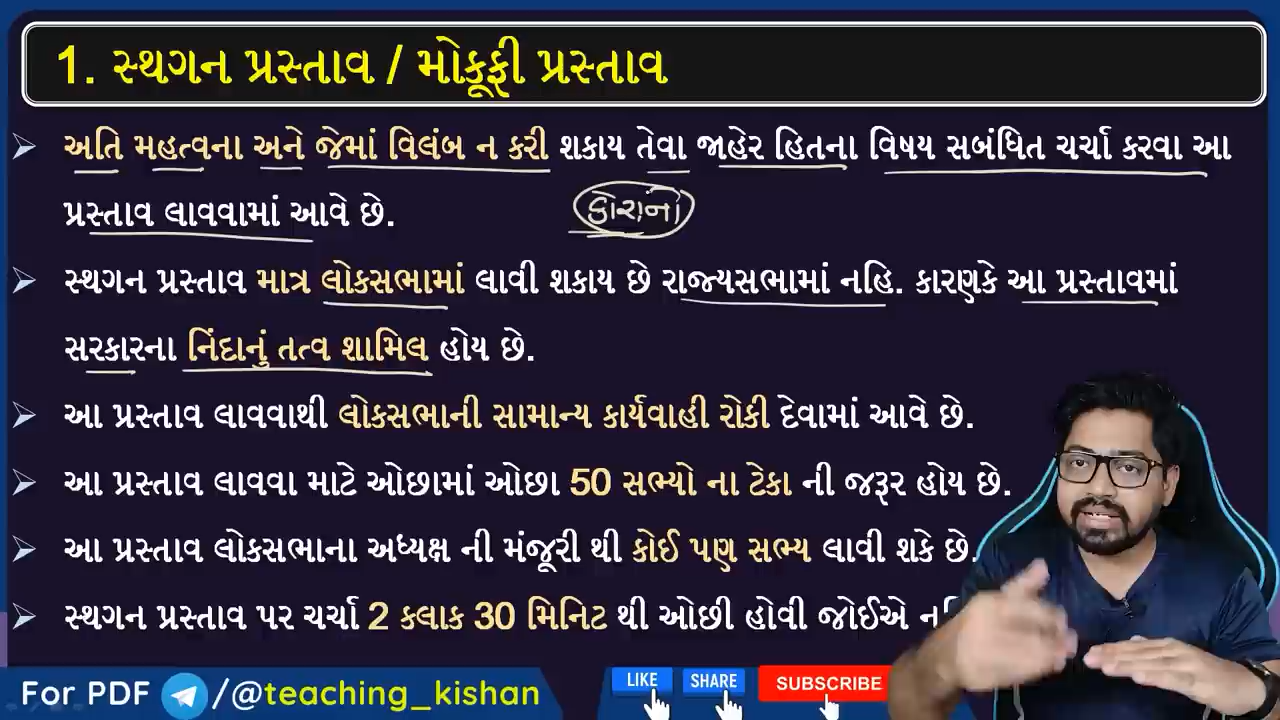 1. સ્થગન પ્રસ્તાવ / મોકૂફી પ્રસ્તાવ
➢ અતિ મહત્વના અને જેમાં વિલંબ ન કરી શકાય તેવા જાહેર હિતના વિષય સબંધિત ચર્ચા કરવા આ
પ્રસ્તાવ લાવવામાં આવે છે.
કોરાના
➢ સ્થગન પ્રસ્તાવ માત્ર લોકસભામાં લાવી શકાય છે રાજ્યસભામાં નહિ. કારણકે આ પ્રસ્તાવમાં
સરકારના નિંદાનું તત્વ શામિલ હોય છે.
➢ આ પ્રસ્તાવ લાવવાથી લોકસભાની સામાન્ય કાર્યવાહી રોકી દેવામાં આવે છે.
➢ આ પ્રસ્તાવ લાવવા માટે ઓછામાં ઓછા 50 સભ્યો ના ટેકા ની જરૂર હોય છે.
➢ આ પ્રસ્તાવ લોકસભાના અધ્યક્ષ ની મંજૂરી થી કોઈ પણ સભ્ય લાવી શકે છે.
➢ સ્થગન પ્રસ્તાવ પર ચર્ચા 2 કલાક 30 મિનિટ થી ઓછી હોવી જોઈએ
For PDF /@teaching_kishan
LIKE SHARE SUBSCRIBE